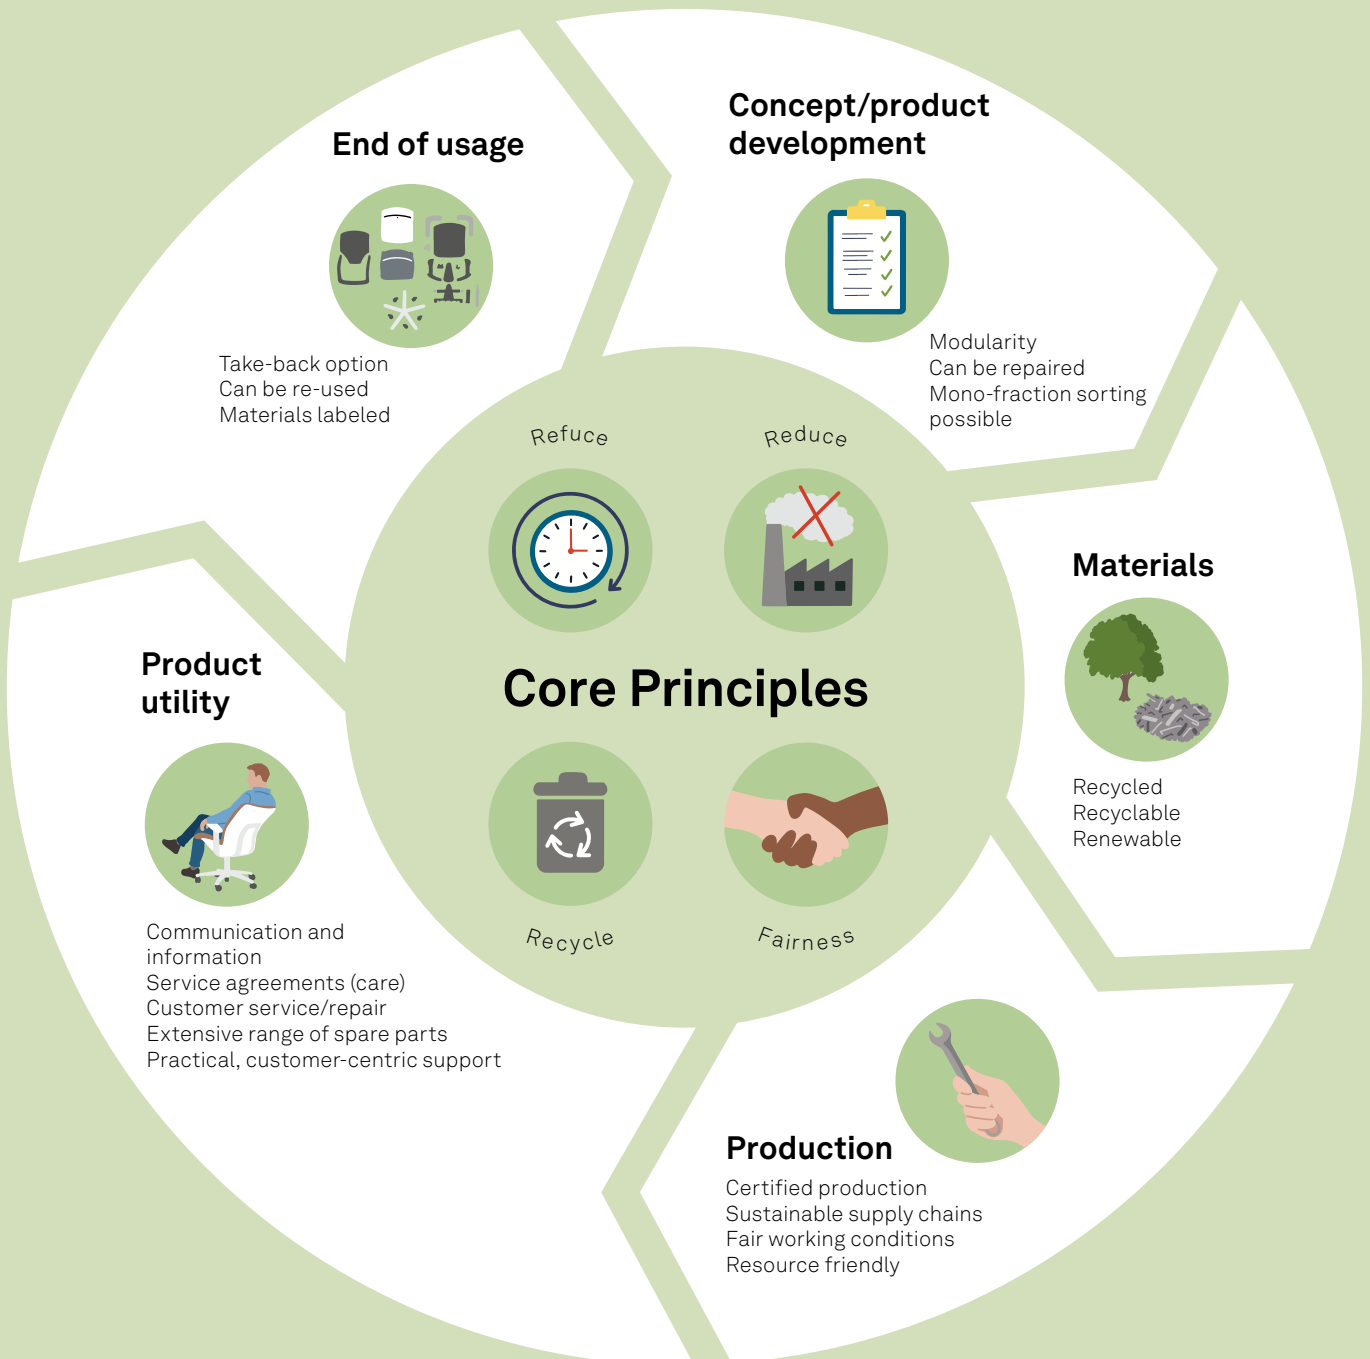 Concept/product
development
Modularity
Can be repaired
Mono-fraction sorting
possible
Materials
Recycled
Recyclable
Renewable
Production
Certified production
Sustainable supply chains
Fair working conditions
Resource friendly
Product
utility
Communication and
information
Service agreements (care)
Customer service/repair
Extensive range of spare parts
Practical, customer-centric support
End of usage
Take-back option
Can be re-used
Materials labeled
Refuce
Reduce
Core Principles
Recycle
Fairness